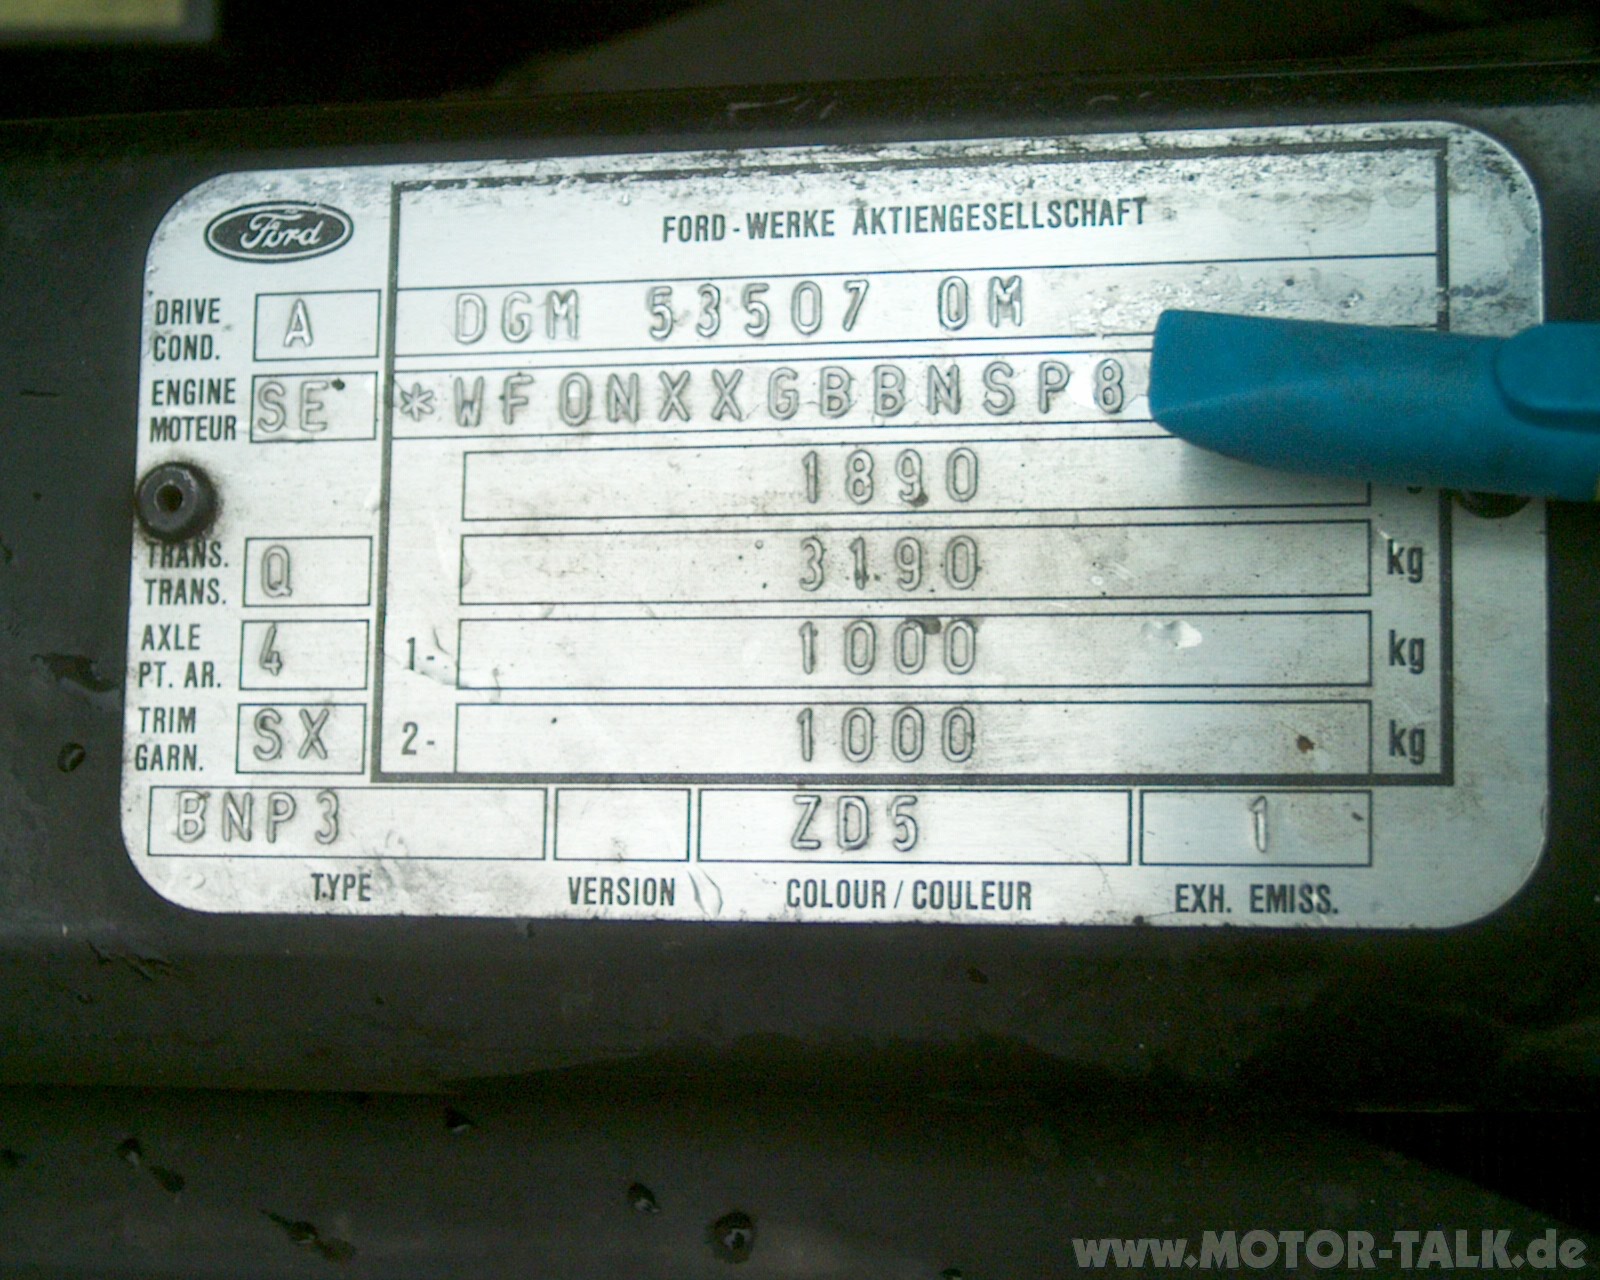 Ford
FORD-WERKE AKTIENGESELLSCHAFT
DRIVE COND. A DGM 53507 0M
ENGINE MOTEUR SE *WF0NXXGBBNSP8
1890
TRANS. TRANS. Q 3190 kg
AXLE PT. AR. 4 1- 1000 kg
TRIM GARN. SX 2- 1000 kg
BNP3 ZD5 1
TYPE VERSION COLOUR/COULEUR EXH. EMISS.
www.MOTOR-TALK.de